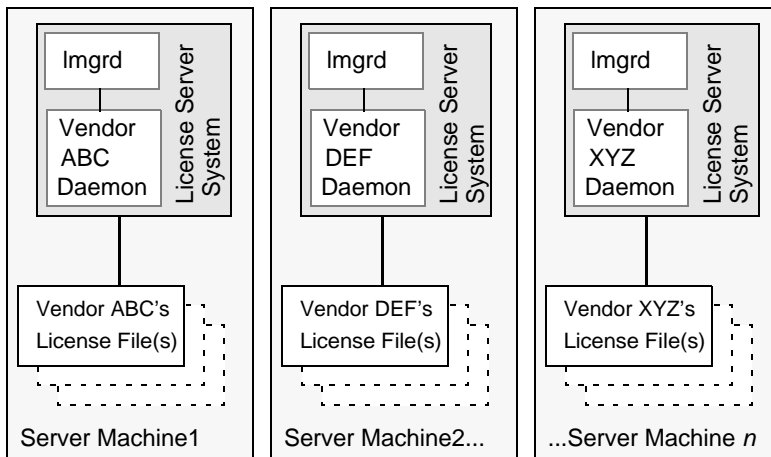 lmgrd
Vendor
ABC
Daemon
License Server
System
Vendor ABC's
License File(s)
Server Machine1
lmgrd
Vendor
DEF
Daemon
License Server
System
Vendor DEF's
License File(s)
Server Machine2...
lmgrd
Vendor
XYZ
Daemon
License Server
System
Vendor XYZ's
License File(s)
...Server Machine n